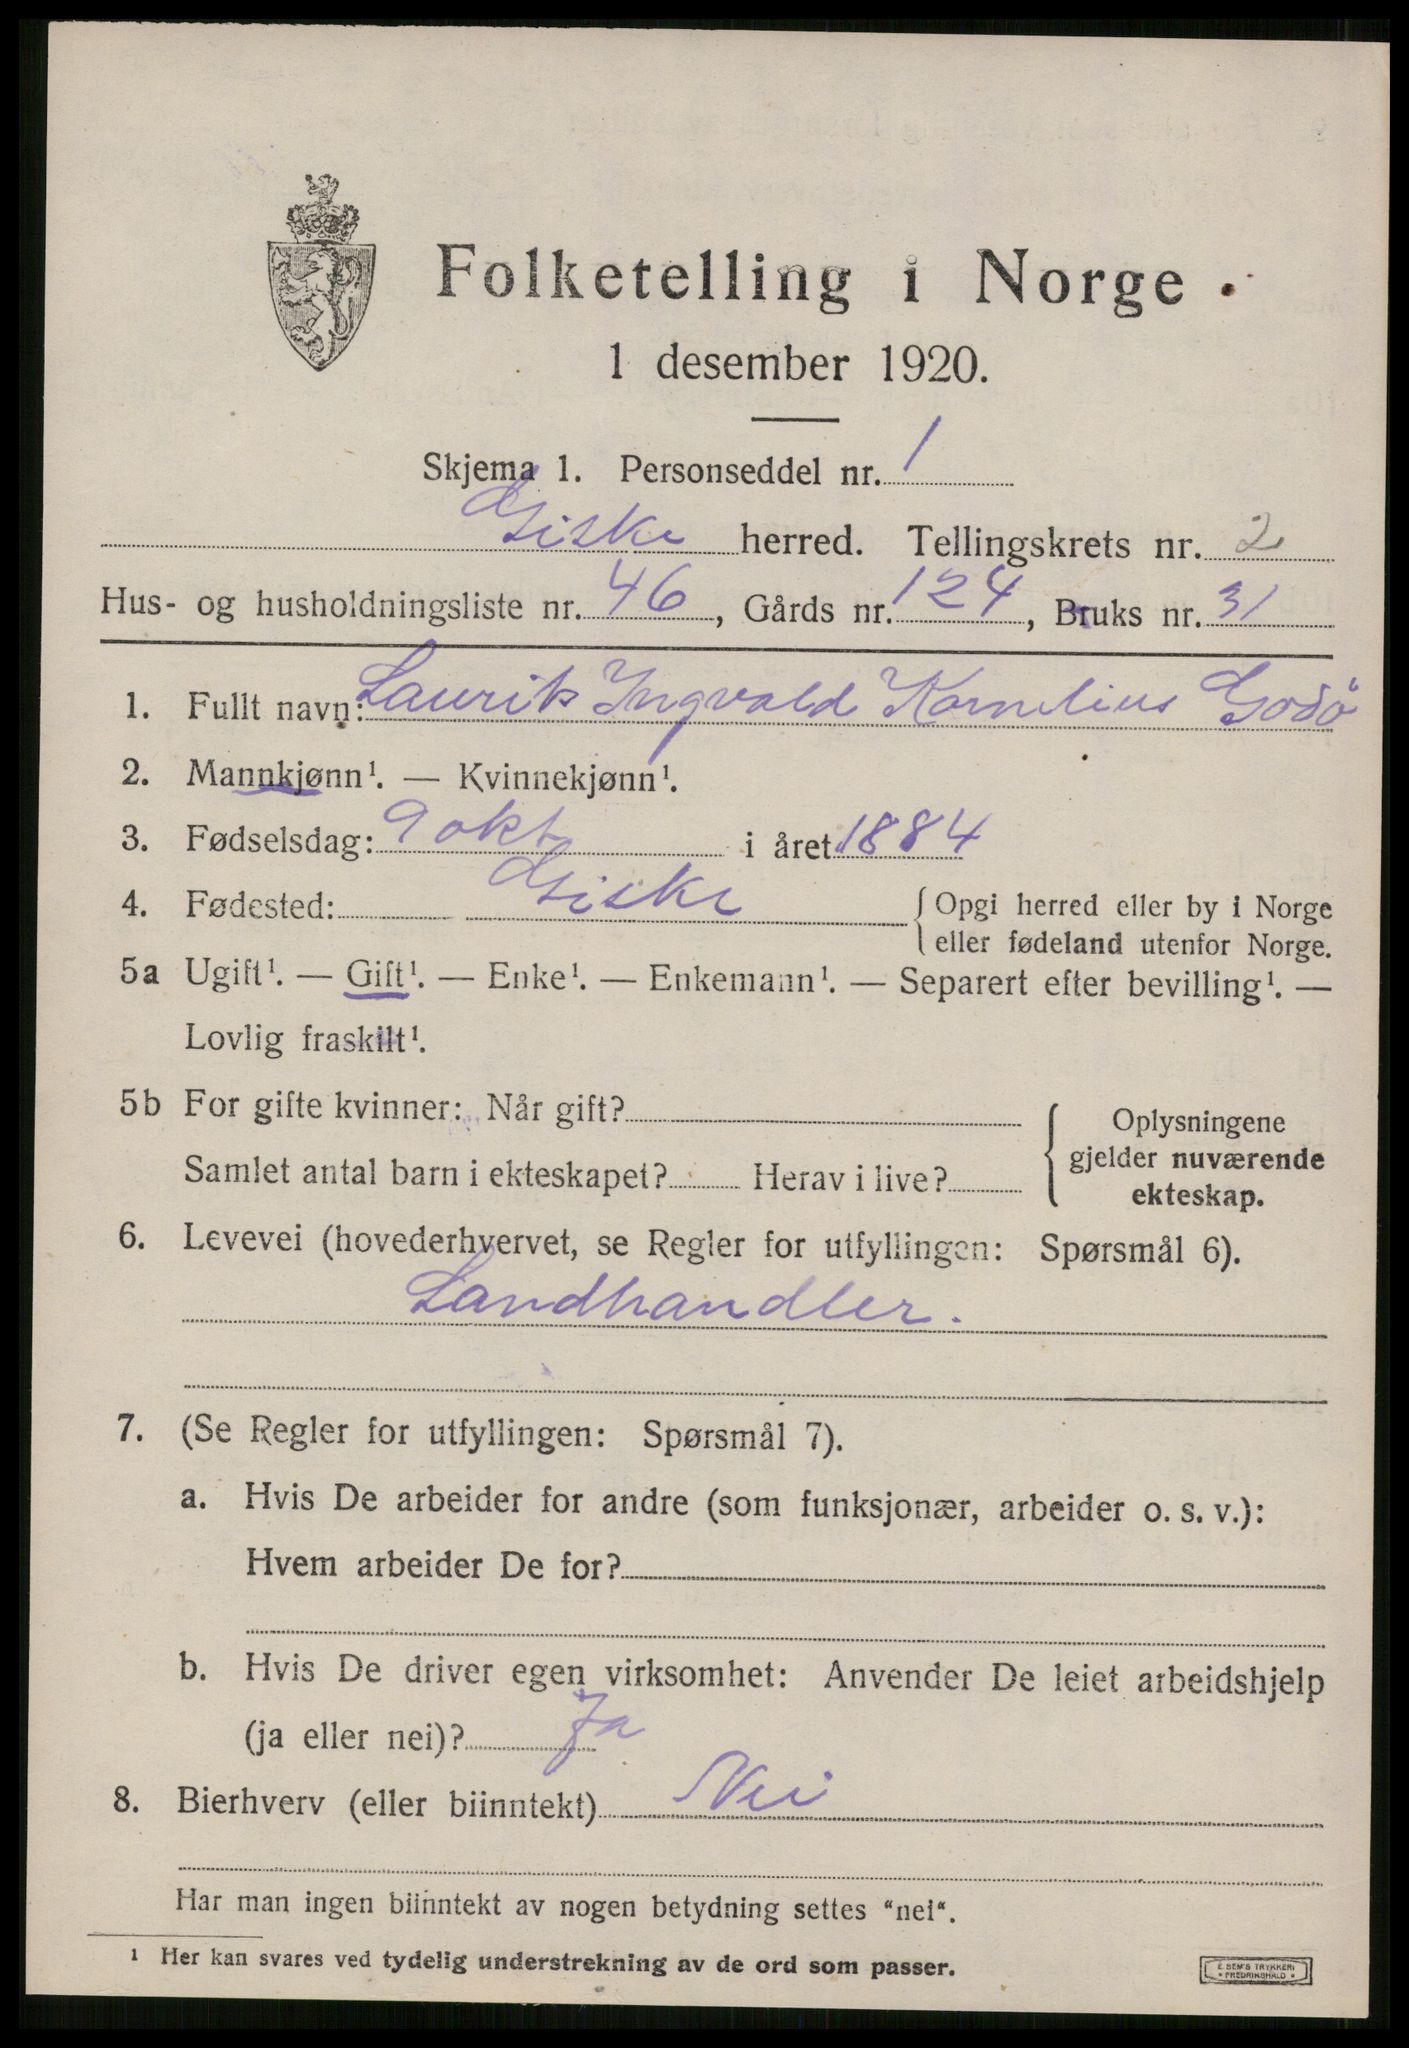 Folketelling i Norge
1 desember 1920.
Skjema 1. Personseddel nr. 1
Giske herred. Tellingskrets nr. 2
Hus- og husholdningsliste nr. 46, Gårds nr. 124, Bruks nr. 31
1. Fullt navn: Laurits Ingvald Kornelius Godö
2. Mannkjønn¹. — Kvinnekjønn¹.
3. Fødselsdag: 9 okt i året 1884
4. Fødested: Giske { Opgi herred eller by i Norge
eller fødeland utenfor Norge.
5a Ugift¹. — Gift¹. — Enke¹. — Enkemann¹. — Separert efter bevilling¹. —
Lovlig fraskilt¹.
5b For gifte kvinner: Når gift?
Samlet antal barn i ekteskapet? Herav i live?
{ Oplysningene
gjelder nuværende
ekteskap.
6. Levevei (hovederhvervet, se Regler for utfyllingen: Spørsmål 6).
Landhandler.
7. (Se Regler for utfyllingen: Spørsmål 7).
a. Hvis De arbeider for andre (som funksjonær, arbeider o. s. v.):
Hvem arbeider De for?
b. Hvis De driver egen virksomhet: Anvender De leiet arbeidshjelp
(ja eller nei)? Ja
8. Bierhverv (eller biinntekt) Nei
Har man ingen biinntekt av nogen betydning settes "nei".
¹ Her kan svares ved tydelig understrekning av de ord som passer.
E. SEM'S TRYKKERI
FREDRIKSHALD